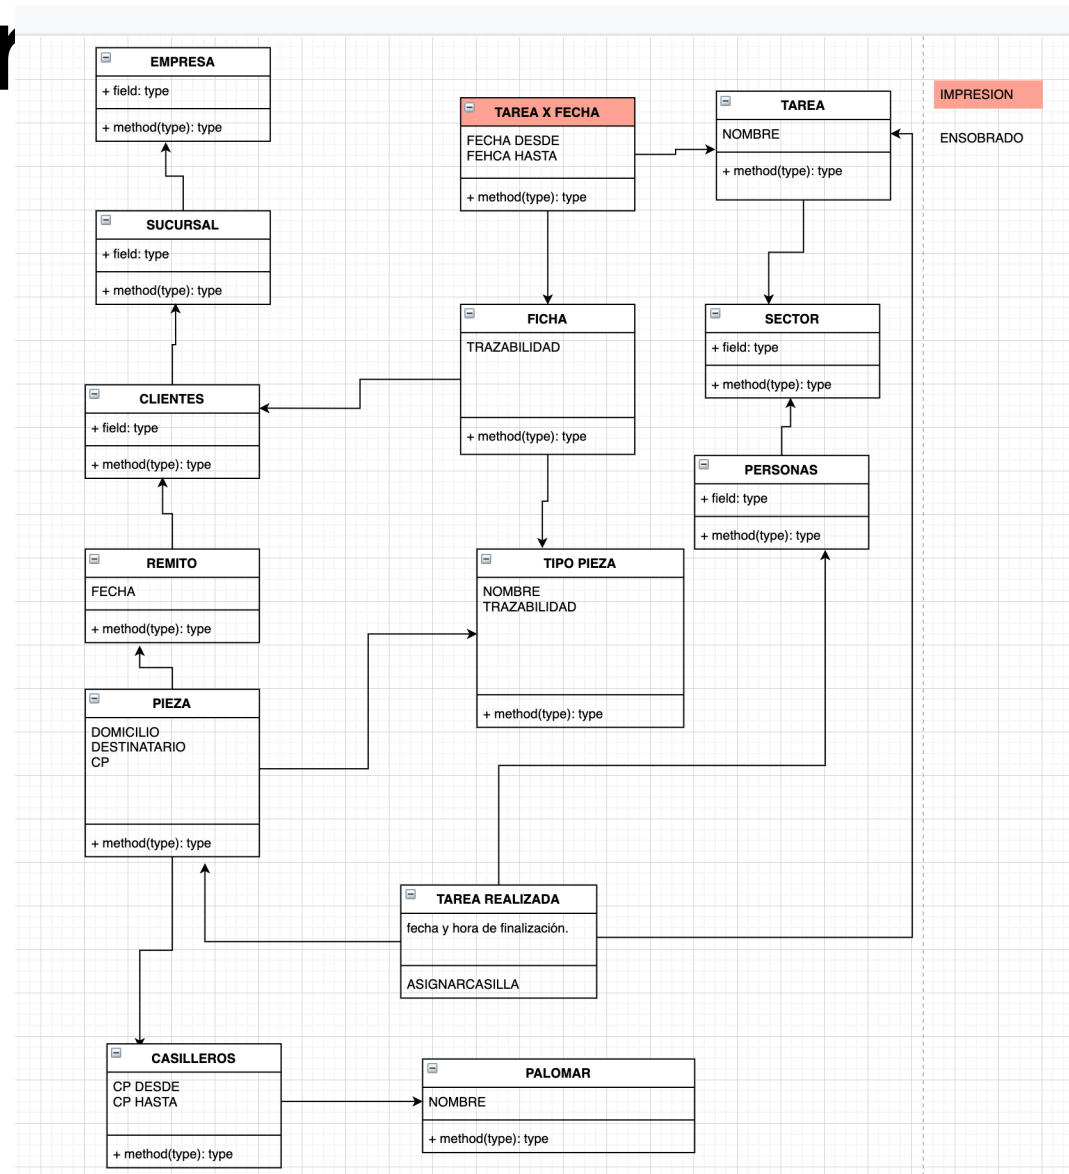 r
EMPRESA
+ field: type
+ method(type): type
TAREA X FECHA
FECHA DESDE
FEHCA HASTA
+ method(type): type
TAREA
NOMBRE
+ method(type): type
IMPRESION
ENSOBRADO
SUCURSAL
+ field: type
+ method(type): type
FICHA
TRAZABILIDAD
+ method(type): type
SECTOR
+ field: type
+ method(type): type
CLIENTES
+ field: type
+ method(type): type
PERSONAS
+ field: type
+ method(type): type
REMITO
FECHA
+ method(type): type
TIPO PIEZA
NOMBRE
TRAZABILIDAD
+ method(type): type
PIEZA
DOMICILIO
DESTINATARIO
CP
+ method(type): type
TAREA REALIZADA
fecha y hora de finalización.
ASIGNARCASILLA
CASILLEROS
CP DESDE
CP HASTA
+ method(type): type
PALOMAR
NOMBRE
+ method(type): type